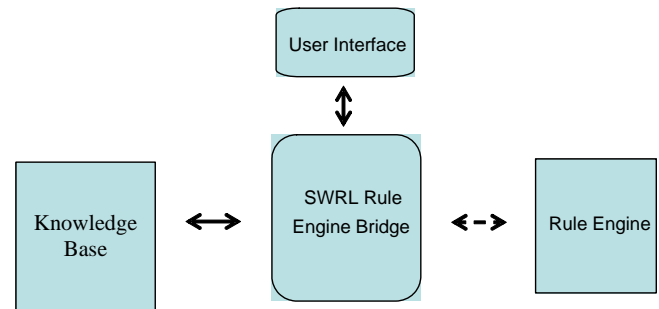 User Interface
Knowledge
Base
SWRL Rule
Engine Bridge
Rule Engine